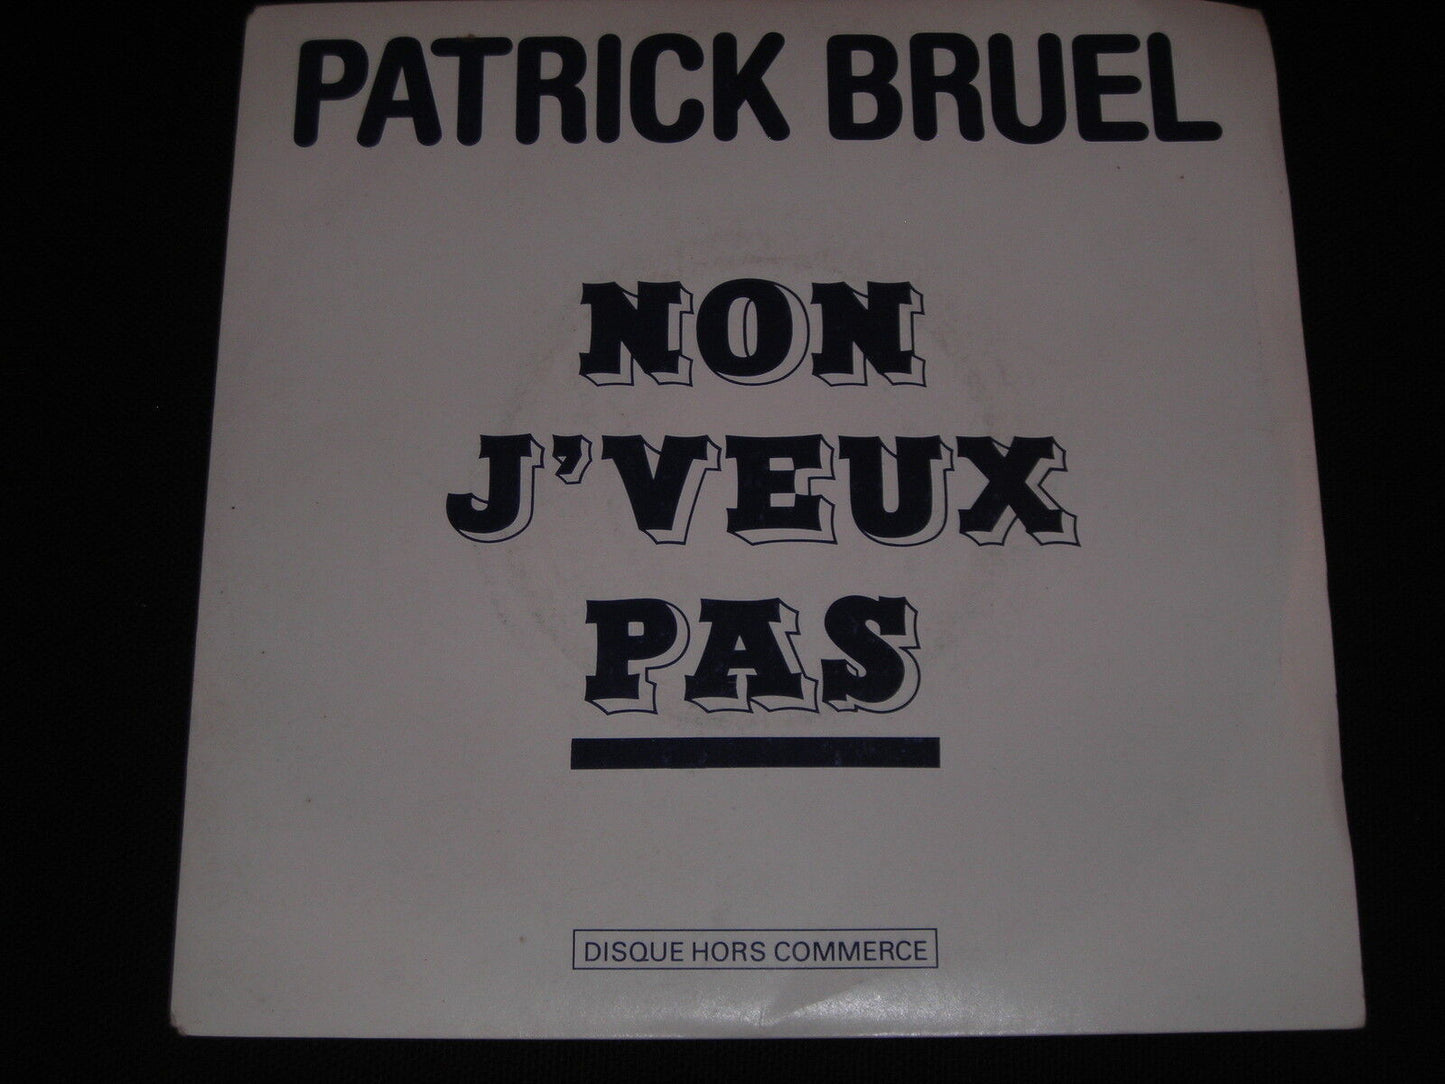 PATRICK BRUEL
NON
J'VEUX
PAS
DISQUE HORS COMMERCE